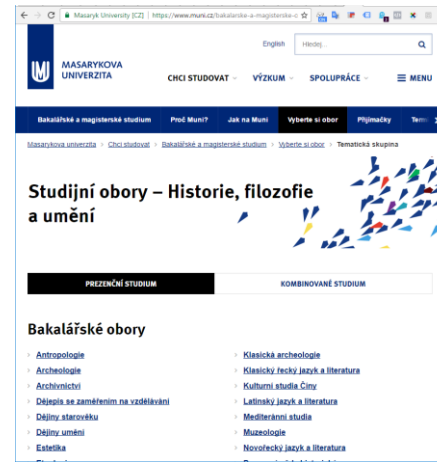 Masaryk University [CZ] | https://www.muni.cz/bakalarske-a-magisterske-
English
Hledej
MASARYKOVA
UNIVERZITA
CHCI STUDOVAT
VÝZKUM
SPOLUPRÁCE
MENU
Bakalářské a magisterské studium
Proč Muni?
Jak na Muni
Vyberte si obor
Přijímačky
Masarykova univerzita > Chci studovat > Bakalářské a magisterské studium > Vyberte si obor > Tematická skupina
Studijní obory – Historie, filozofie
a umění
PREZENČNÍ STUDIUM
KOMBINOVANÉ STUDIUM
Bakalářské obory
Antropologie
Archeologie
Archivnictví
Dějepis se zaměřením na vzdělávání
Dějiny starověku
Dějiny umění
Estetika
Klasická archeologie
Klasický řecký jazyk a literatura
Kulturní studia Číny
Latinský jazyk a literatura
Mediteránní studia
Muzeologie
Novořecký jazyk a literatura